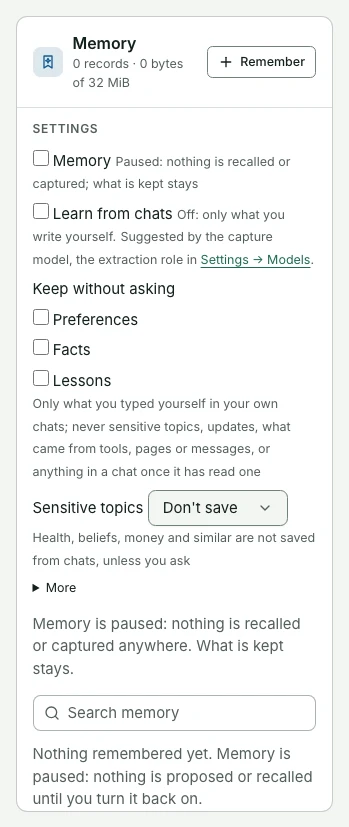 Memory
0 records · 0 bytes
of 32 MiB
Remember
SETTINGS
Memory Paused: nothing is recalled or
captured; what is kept stays
Learn from chats Off: only what you
write yourself. Suggested by the capture
model, the extraction role in Settings → Models.
Keep without asking
Preferences
Facts
Lessons
Only what you typed yourself in your own
chats; never sensitive topics, updates, what
came from tools, pages or messages, or
anything in a chat once it has read one
Sensitive topics Don't save
Health, beliefs, money and similar are not saved
from chats, unless you ask
More
Memory is paused: nothing is recalled
or captured anywhere. What is kept
stays.
Search memory
Nothing remembered yet. Memory is
paused: nothing is proposed or recalled
until you turn it back on.